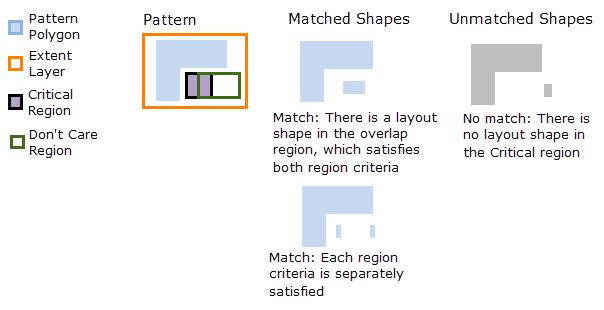 Pattern
Polygon
Extent
Layer
Critical
Region
Don't Care
Region
Pattern
Matched Shapes
Match: There is a layout
shape in the overlap
region, which satisfies
both region criteria
Match: Each region
criteria is separately
satisfied
Unmatched Shapes
No match: There is
no layout shape in
the Critical region